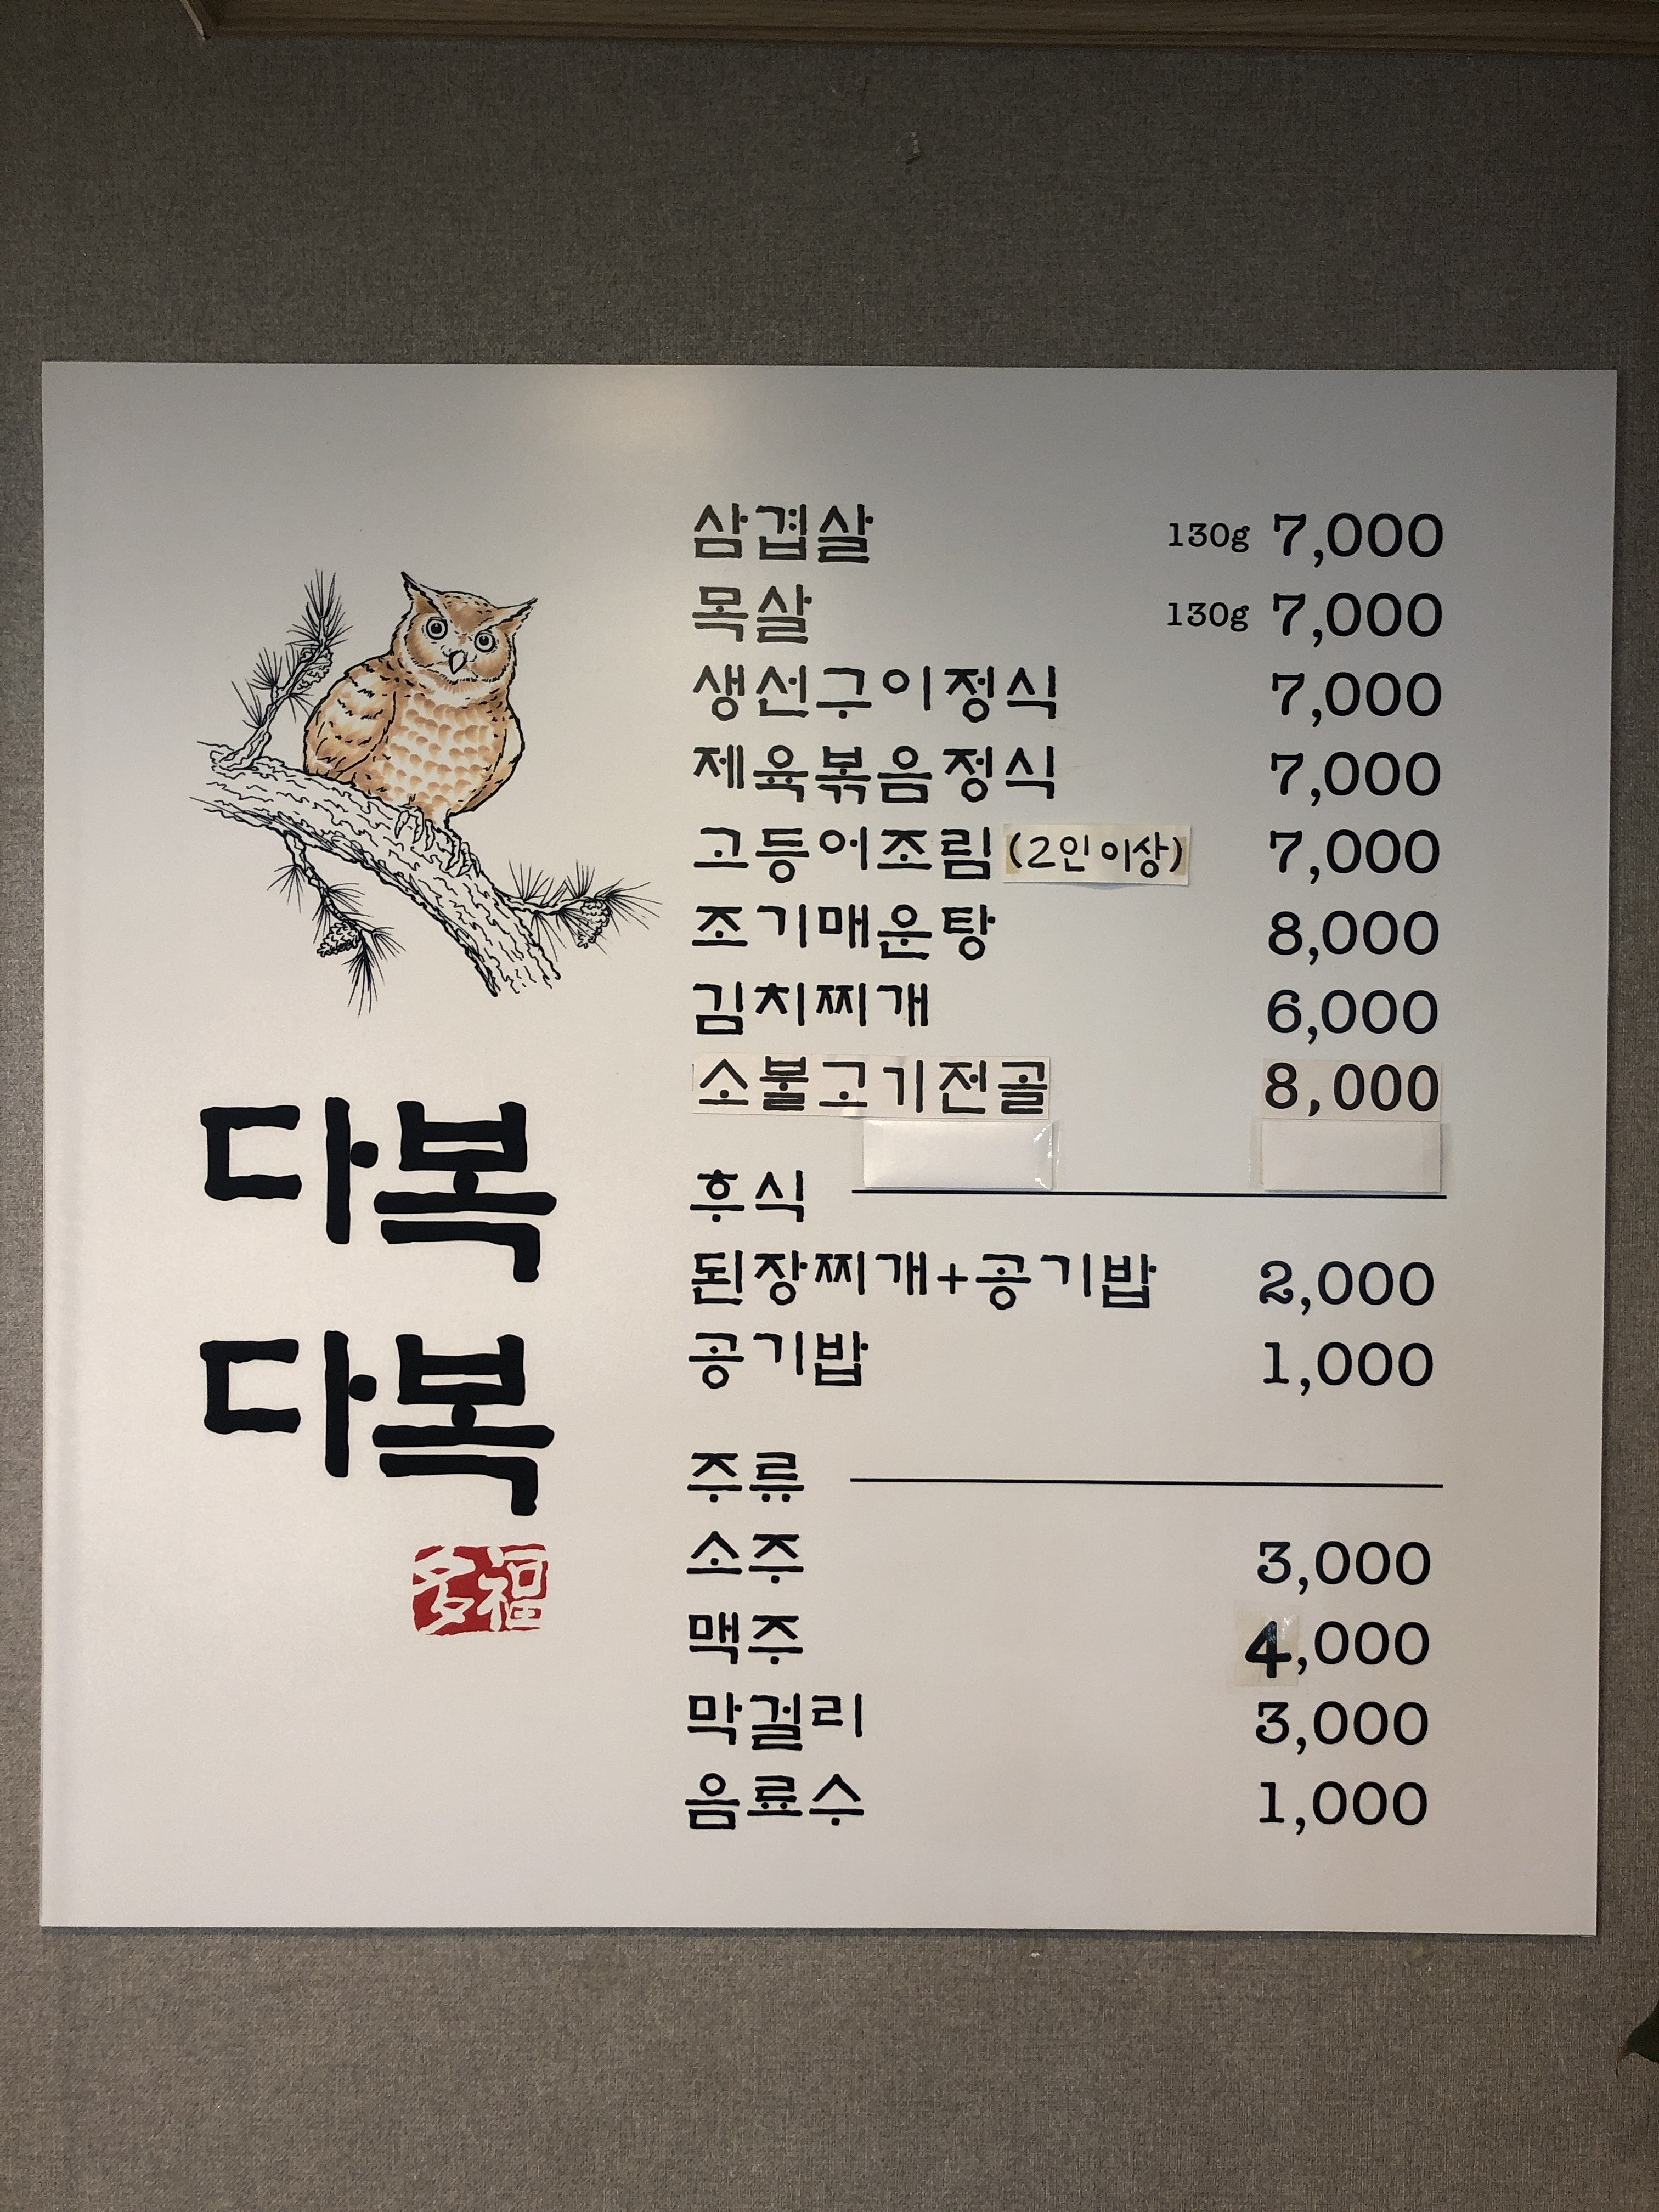 삼겹살 130g 7,000
목살 130g 7,000
생선구이정식 7,000
제육볶음정식 7,000
고등어조림 (2인 이상) 7,000
조기매운탕 8,000
김치찌개 6,000
소불고기전골 8,000
후식
된장찌개+공기밥 2,000
공기밥 1,000
주류
소주 3,000
맥주 4,000
막걸리 3,000
음료수 1,000
다복
다복
多福